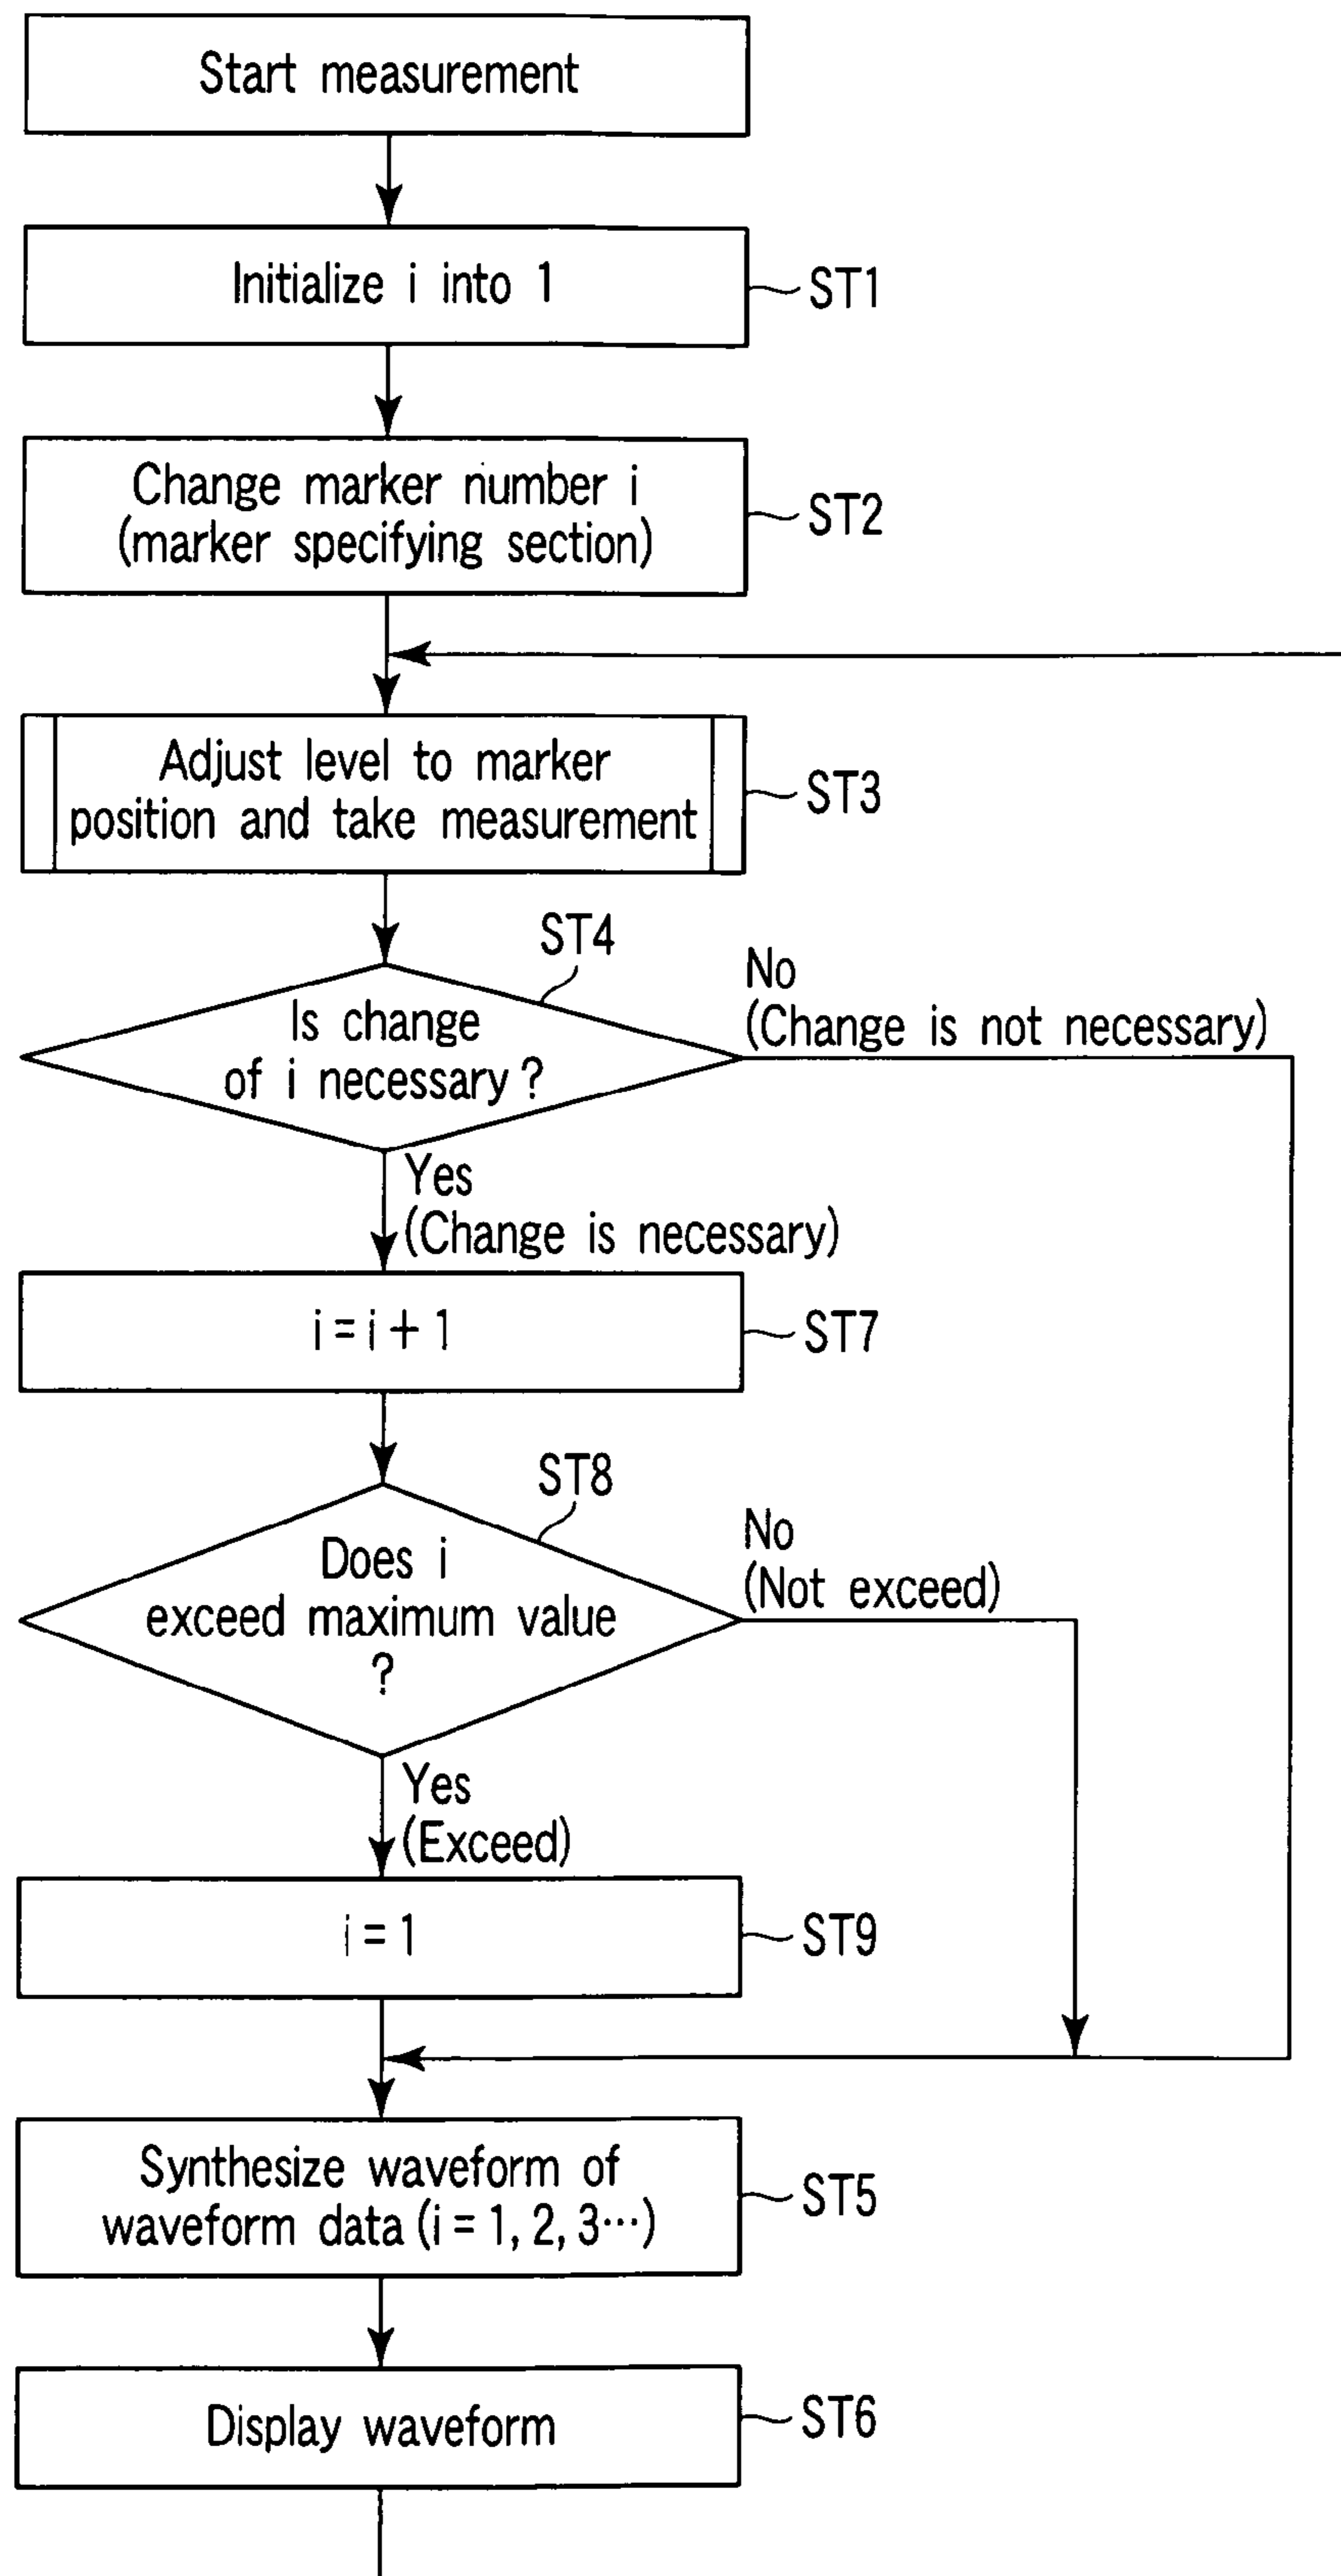 Start measurement
Initialize i into 1
ST1
Change marker number i
(marker specifying section)
ST2
Adjust level to marker
position and take measurement
ST3
ST4
Is change
of i necessary ?
No
(Change is not necessary)
Yes
(Change is necessary)
i = i + 1
ST7
ST8
Does i
exceed maximum value
?
No
(Not exceed)
Yes
(Exceed)
i = 1
ST9
Synthesize waveform of
waveform data (i = 1, 2, 3···)
ST5
Display waveform
ST6